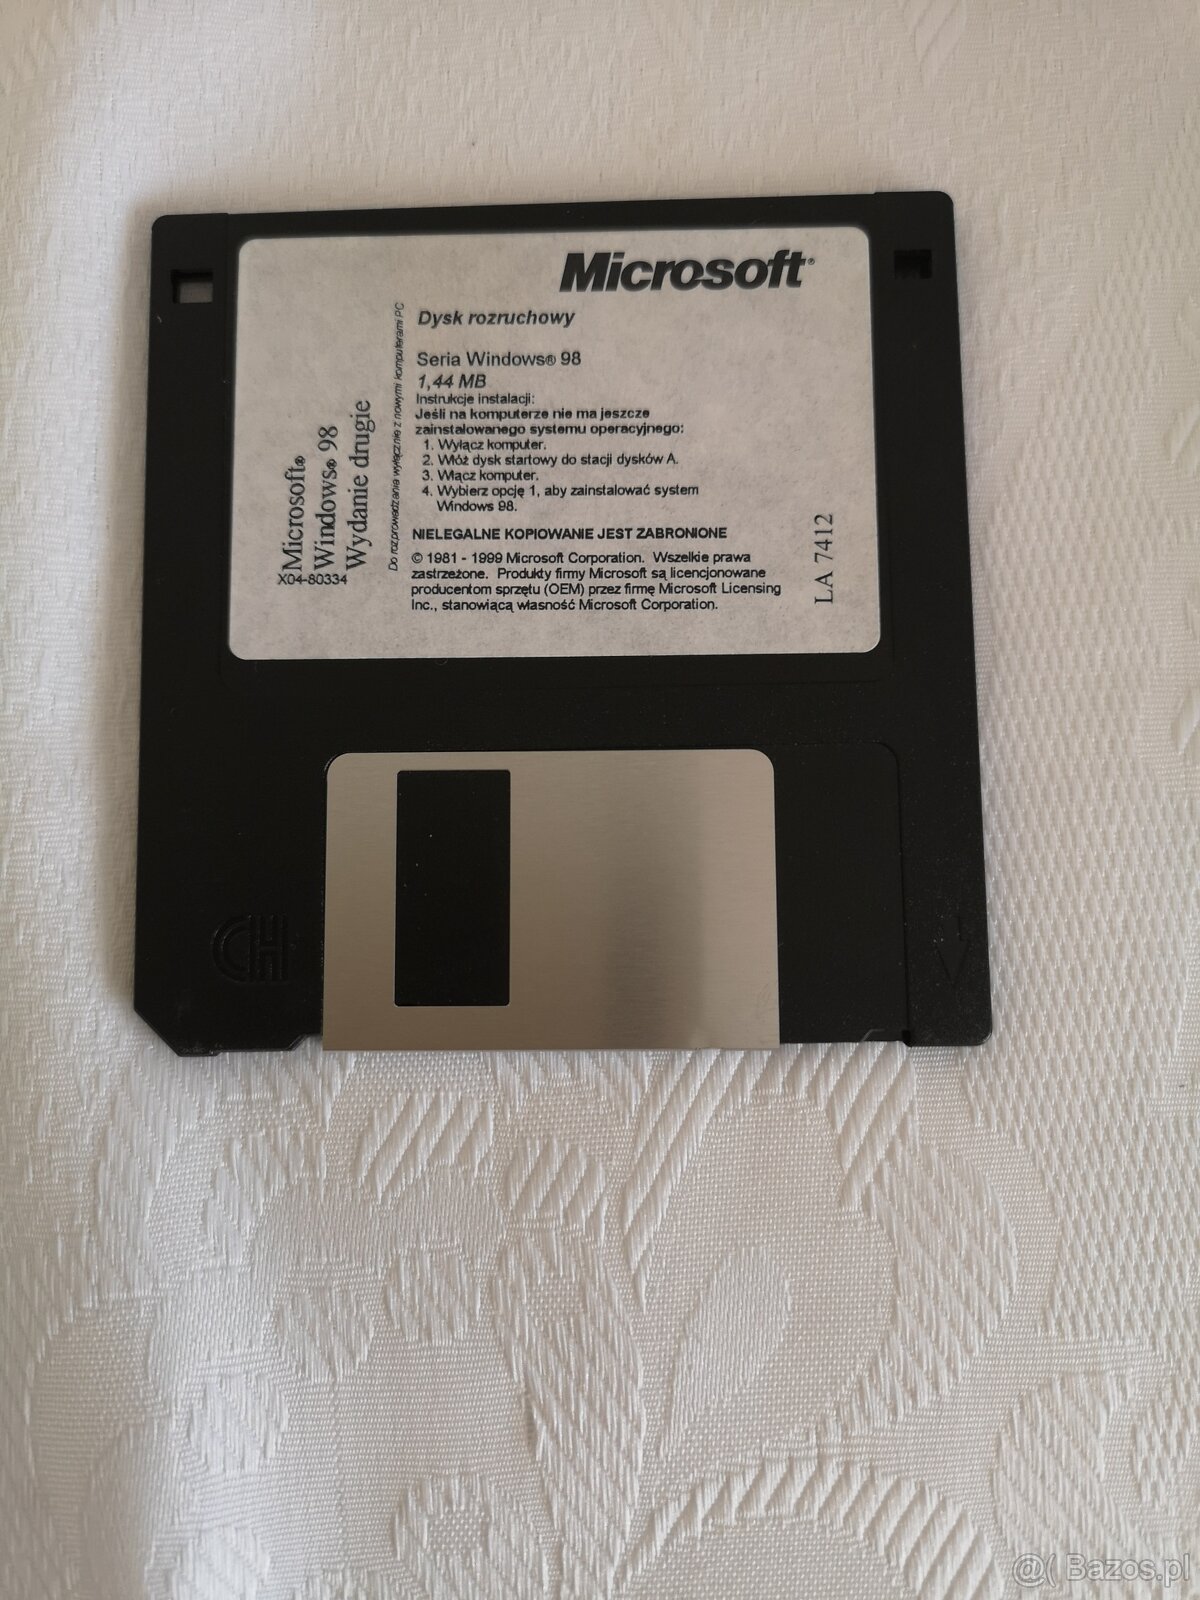 Microsoft®
Dysk rozruchowy
Seria Windows® 98
1,44 MB
Instrukcje instalacji:
Jeśli na komputerze nie ma jeszcze
zainstalowanego systemu operacyjnego:
1. Wyłącz komputer.
2. Włóż dysk startowy do stacji dysków A.
3. Włącz komputer.
4. Wybierz opcję 1, aby zainstalować system
Windows 98.
NIELEGALNE KOPIOWANIE JEST ZABRONIONE
© 1981 - 1999 Microsoft Corporation. Wszelkie prawa
zastrzeżone. Produkty firmy Microsoft są licencjonowane
producentom sprzętu (OEM) przez firmę Microsoft Licensing
Inc., stanowiącą własność Microsoft Corporation.
Microsoft®
Windows® 98
Wydanie drugie
X04-80334
Do rozprowadzania wyłącznie z nowymi komputerami PC
LA 7412
CH
@( Bazos.pl